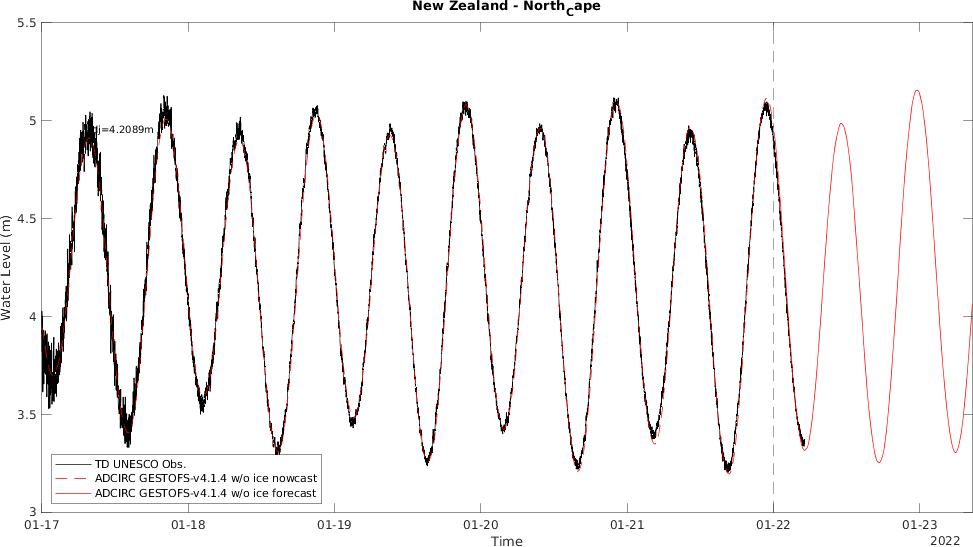 New Zealand - NorthCape
5.5
5
4.5
4
3.5
3
Water Level (m)
j=4.2089m
TD UNESCO Obs.
ADCIRC GESTOFS-v4.1.4 w/o ice nowcast
ADCIRC GESTOFS-v4.1.4 w/o ice forecast
01-17 01-18 01-19 01-20 01-21 01-22 01-23
Time
2022